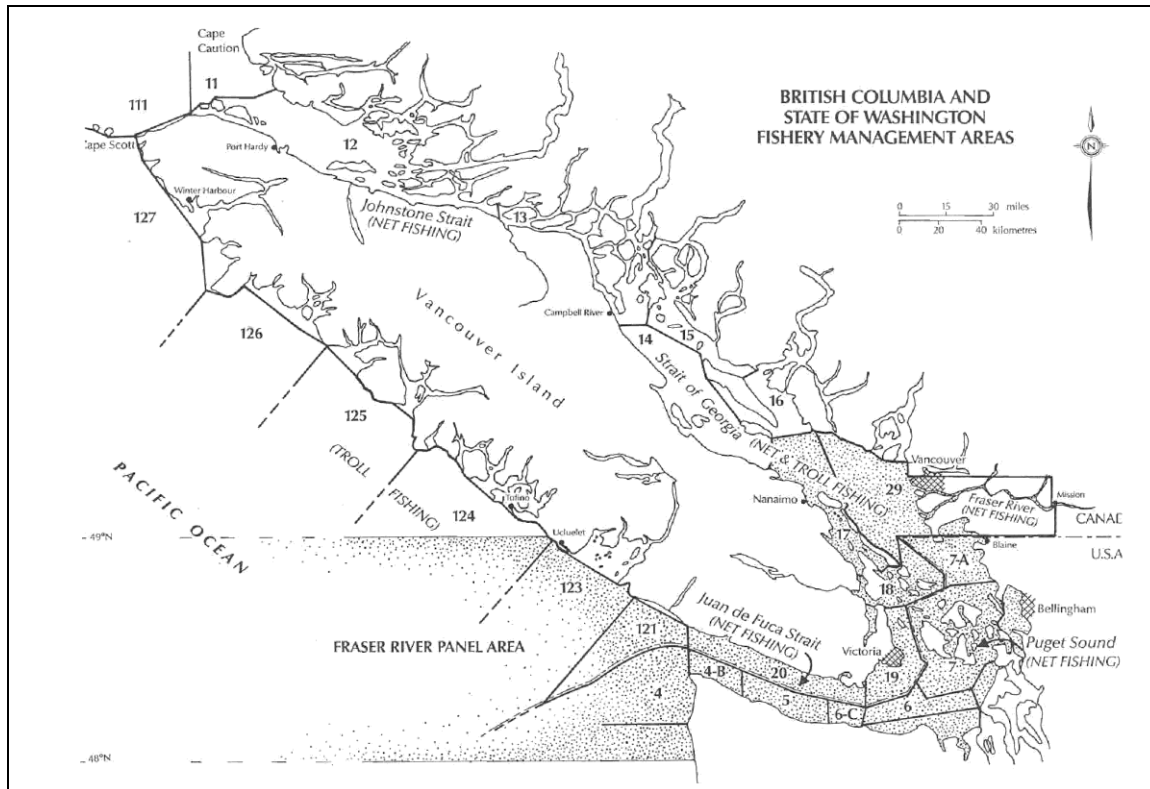 Cape
Caution
11
111
Cape Scott
Port Hardy
12
BRITISH COLUMBIA AND
STATE OF WASHINGTON
FISHERY MANAGEMENT AREAS
N
Winter Harbour
127
Johnstone Strait
(NET FISHING)
13
0 15 30 miles
0 20 40 kilometres
Vancouver Island
Campbell River
126
14
15
Strait of Georgia
(NET & TROLL FISHING)
16
125
(TROLL FISHING)
PACIFIC OCEAN
Vancouver
29
Fraser River
(NET FISHING)
Mission
Nanaimo
124
Tofino
Ucluelet
CANAD
49°N
17
Blaine
U.S.A
7-A
123
18
Juan de Fuca Strait
(NET FISHING)
Bellingham
FRASER RIVER PANEL AREA
121
Victoria
Puget Sound
(NET FISHING)
20
19
7
4-B
4
5
6-C
6
48°N